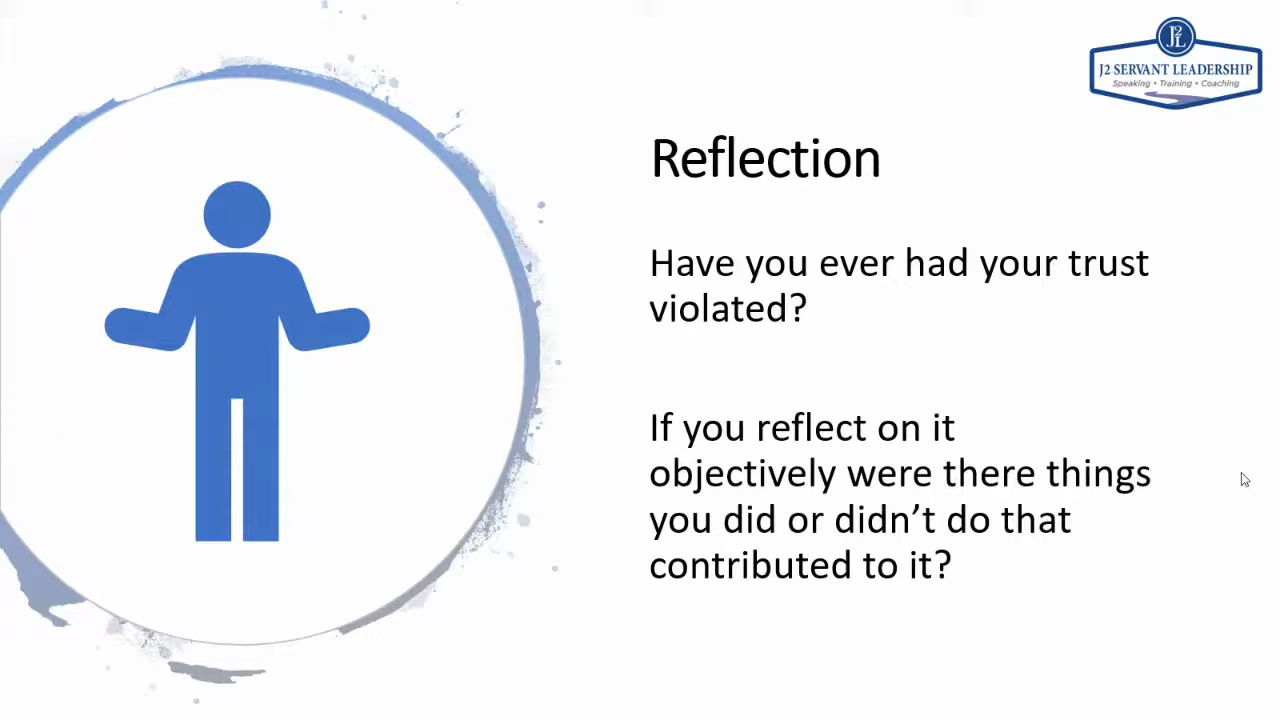 J2L
J2 SERVANT LEADERSHIP
Speaking • Training • Coaching
Reflection
Have you ever had your trust
violated?
If you reflect on it
objectively were there things
you did or didn’t do that
contributed to it?